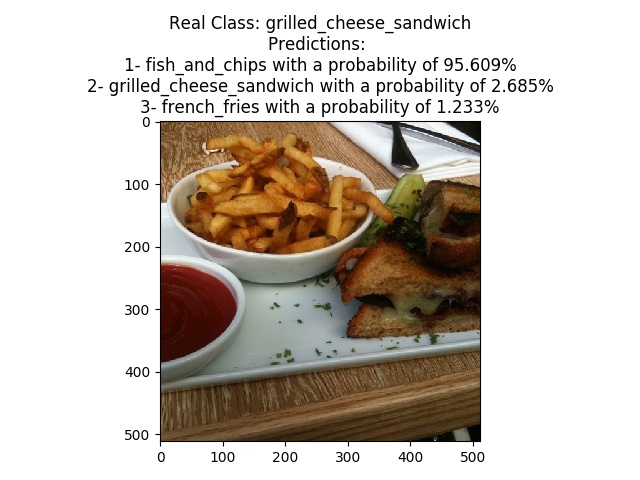 Real Class: grilled_cheese_sandwich
Predictions:
1- fish_and_chips with a probability of 95.609%
2- grilled_cheese_sandwich with a probability of 2.685%
3- french_fries with a probability of 1.233%
0
100
200
300
400
500
0 100 200 300 400 500